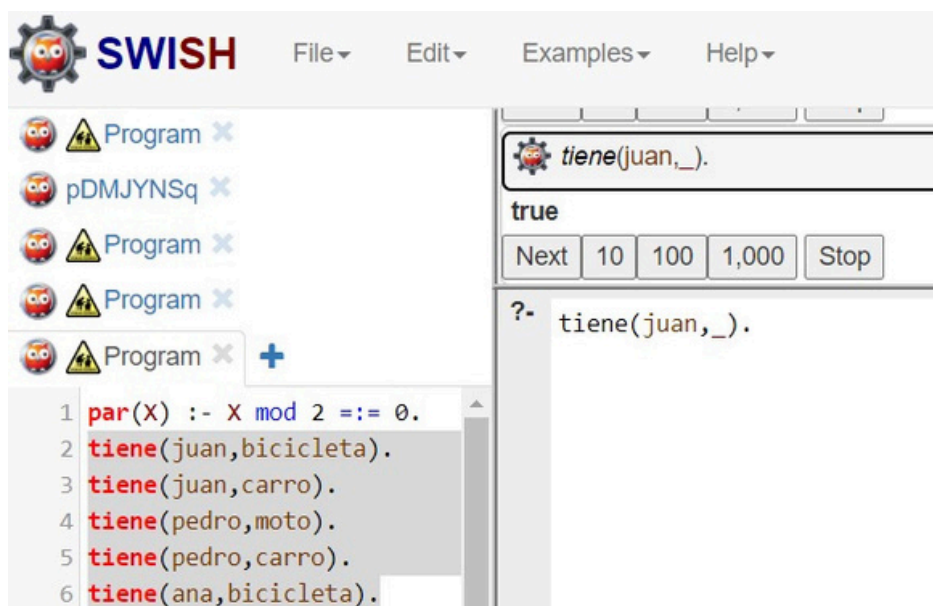 SWISH File Edit Examples Help
Program
pDMJYNSq
Program
Program
Program
1 par(X) :- X mod 2 =:= 0.
2 tiene(juan,bicicleta).
3 tiene(juan,carro).
4 tiene(pedro,moto).
5 tiene(pedro,carro).
6 tiene(ana,bicicleta).
tiene(juan,_).
true
Next 10 100 1,000 Stop
?- tiene(juan,_).